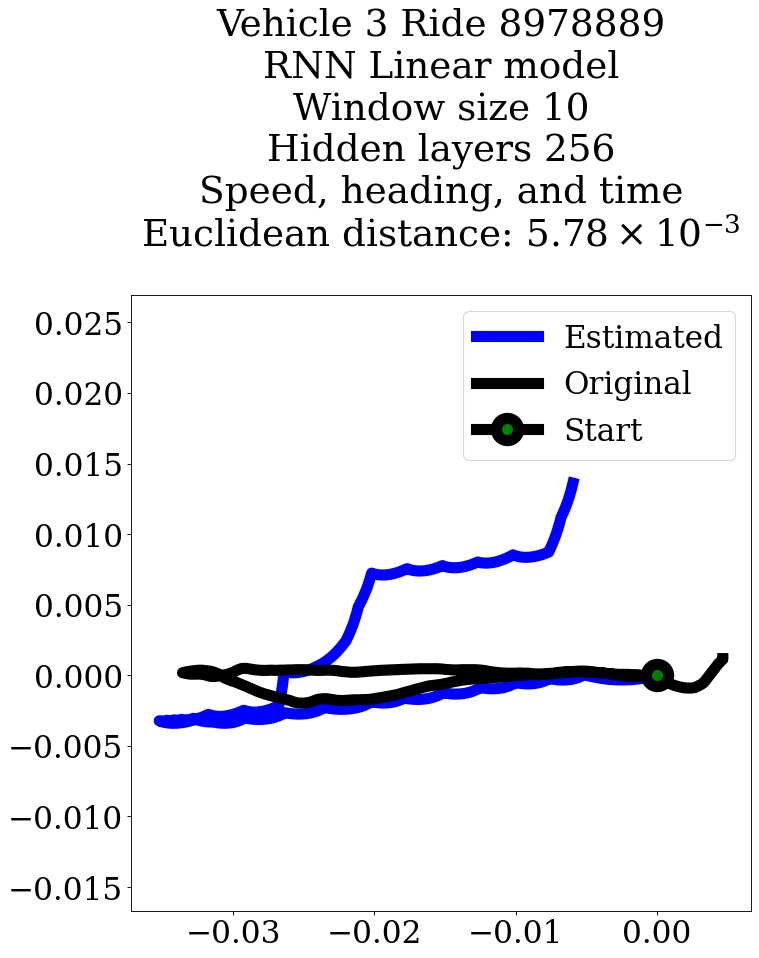 Vehicle 3 Ride 8978889
RNN Linear model
Window size 10
Hidden layers 256
Speed, heading, and time
Euclidean distance: 5.78 × 10⁻³
Estimated
Original
Start
0.025
0.020
0.015
0.010
0.005
0.000
−0.005
−0.010
−0.015
−0.03 −0.02 −0.01 0.00